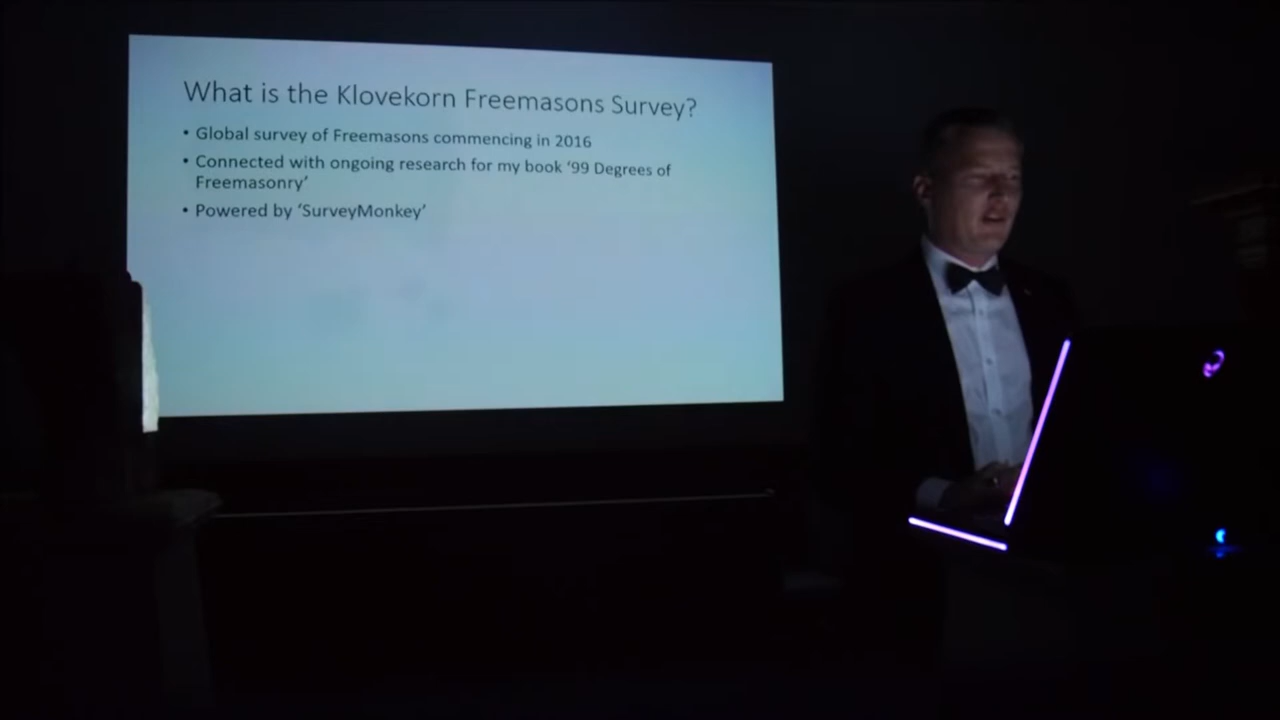 What is the Klovekorn Freemasons Survey?
• Global survey of Freemasons commencing in 2016
• Connected with ongoing research for my book ‘99 Degrees of
Freemasonry’
• Powered by ‘SurveyMonkey’